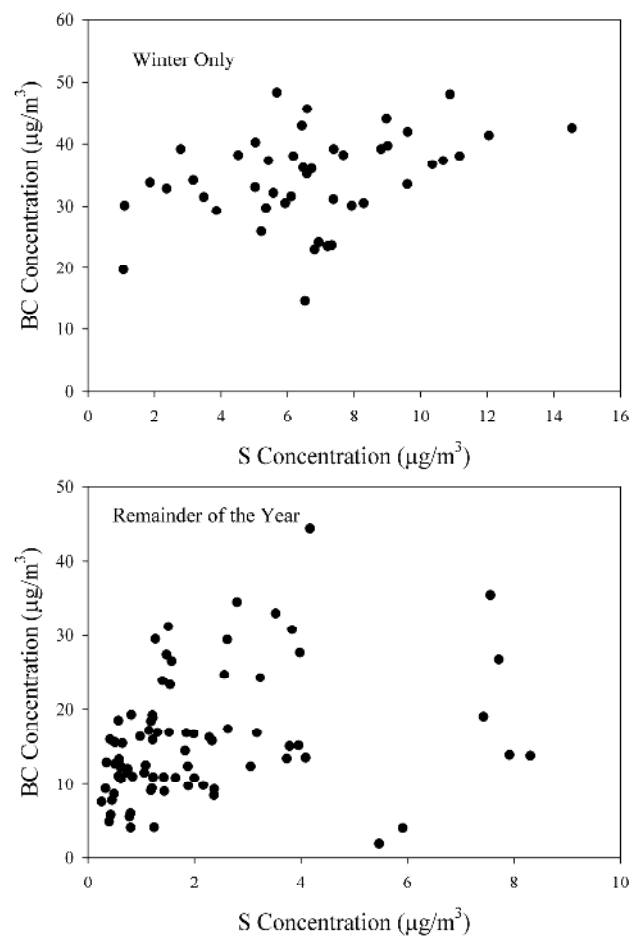 60
50
40
30
20
10
0
BC Concentration (μg/m³)
Winter Only
0 2 4 6 8 10 12 14 16
S Concentration (μg/m³)
50
40
30
20
10
0
BC Concentration (μg/m³)
Remainder of the Year
0 2 4 6 8 10
S Concentration (μg/m³)